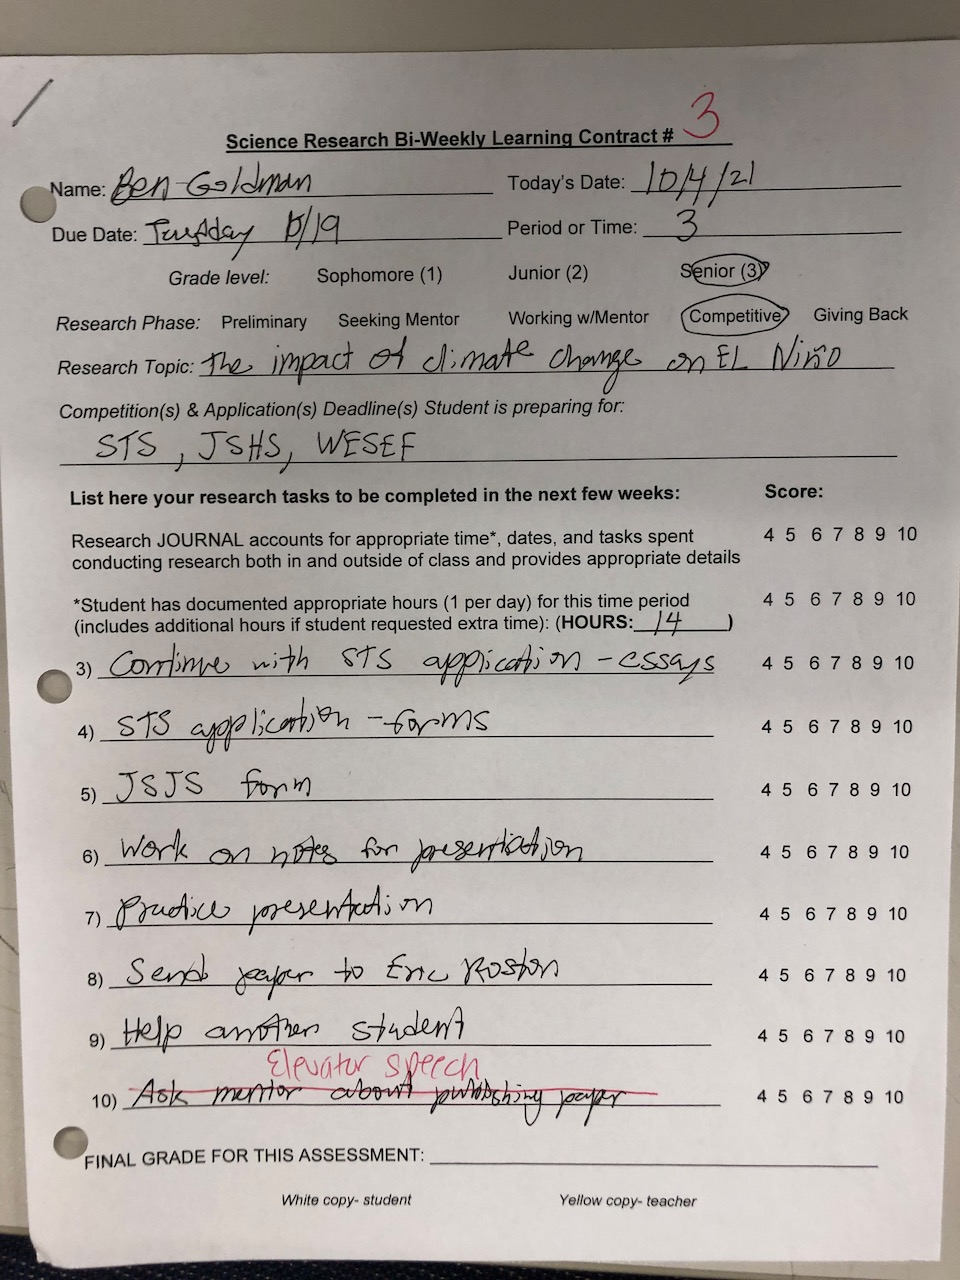 Science Research Bi-Weekly Learning Contract # 3
Name: Ben Goldman Today's Date: 10/4/21
Due Date: Tuesday 10/19 Period or Time: 3
Grade level: Sophomore (1) Junior (2) Senior (3)
Research Phase: Preliminary Seeking Mentor Working w/Mentor Competitive Giving Back
Research Topic: The impact of climate change on EL Niño
Competition(s) & Application(s) Deadline(s) Student is preparing for:
STS, JSHS, WESEF
List here your research tasks to be completed in the next few weeks: Score:
Research JOURNAL accounts for appropriate time*, dates, and tasks spent 4 5 6 7 8 9 10
conducting research both in and outside of class and provides appropriate details
*Student has documented appropriate hours (1 per day) for this time period 4 5 6 7 8 9 10
(includes additional hours if student requested extra time): (HOURS: 14 )
3) Continue with STS application - essays 4 5 6 7 8 9 10
4) STS application - forms 4 5 6 7 8 9 10
5) JSJS form 4 5 6 7 8 9 10
6) Work on notes for presentation 4 5 6 7 8 9 10
7) Practice presentation 4 5 6 7 8 9 10
8) Send paper to Eric Roston 4 5 6 7 8 9 10
9) Help another student 4 5 6 7 8 9 10
Elevator speech
10) Ask mentor about publishing paper 4 5 6 7 8 9 10
FINAL GRADE FOR THIS ASSESSMENT:
White copy- student Yellow copy- teacher